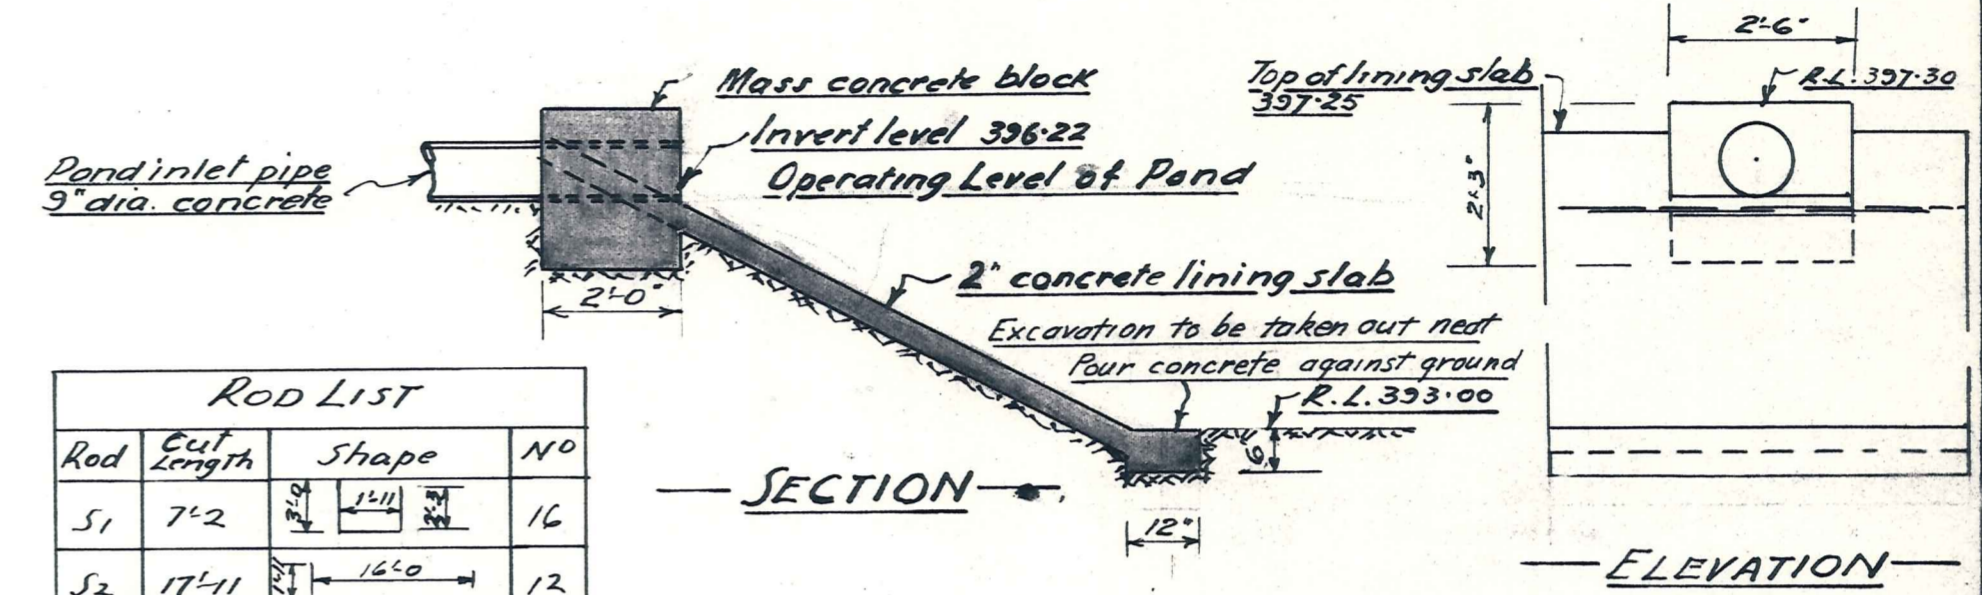 Mass concrete block
Invert level 396·22
Operating Level of Pond
Pond inlet pipe
9" dia. concrete
2'-0"
2" concrete lining slab
Excavation to be taken out neat
Pour concrete against ground
R.L. 393·00
6"
12"
SECTION
Top of lining slab
397·25
2'-6"
R.L. 397·30
2'-3"
ELEVATION
ROD LIST
Rod Cut Length Shape No
S1 7'-2 3'-0 1'-11 16
S2 17'-11 1'-11 16'-0 12